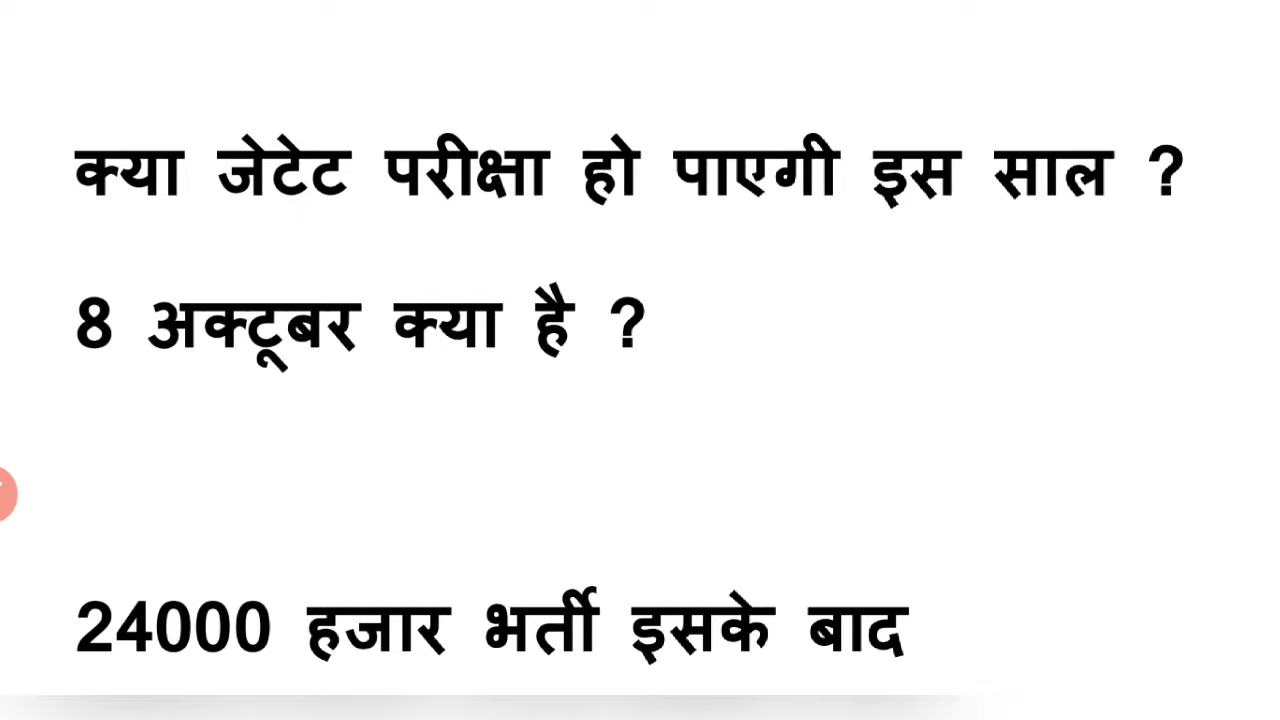 क्या जेटेट परीक्षा हो पाएगी इस साल ?
8 अक्टूबर क्या है ?
24000 हजार भर्ती इसके बाद